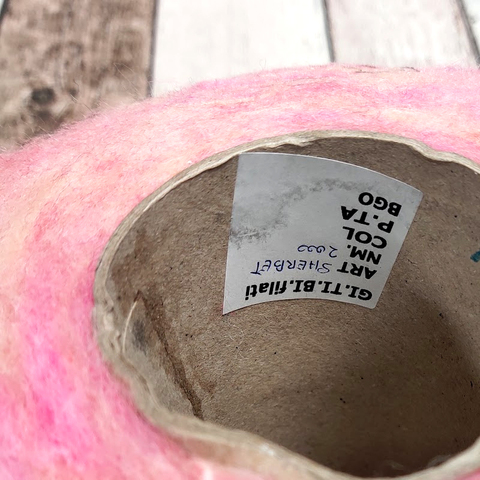 GI.TI.BI.filati
ART SHERBET
NM. 2000
COL
P.TA
BGO